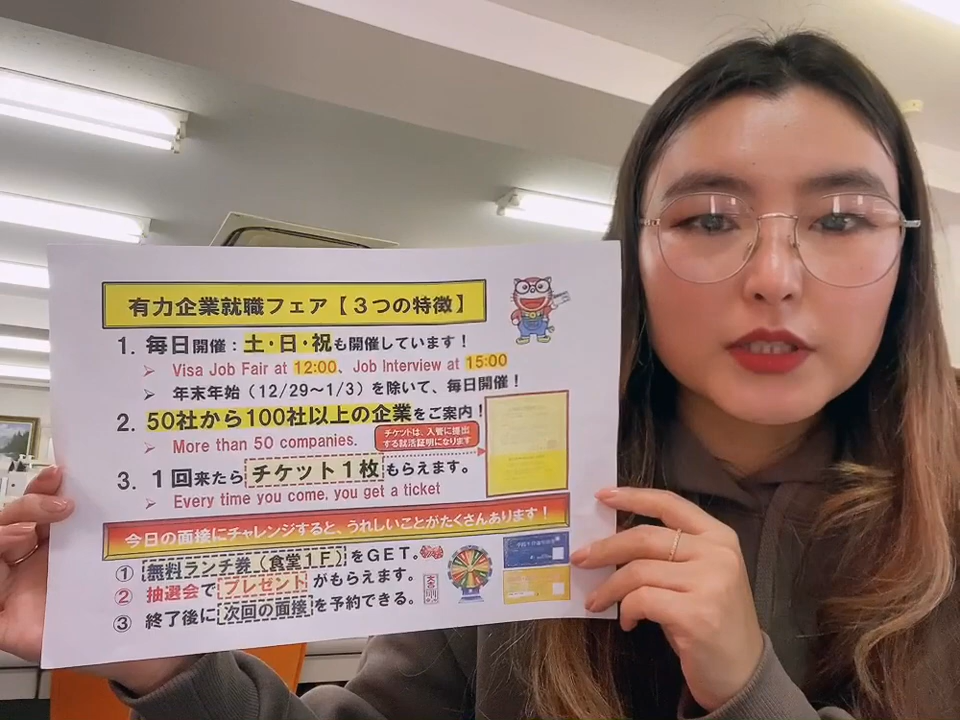 有力企業就職フェア【３つの特徴】
1. 毎日開催：土・日・祝も開催しています！
➢ Visa Job Fair at 12:00、Job Interview at 15:00
➢ 年末年始（12/29～1/3）を除いて、毎日開催！
2. 50社から100社以上の企業をご案内！
➢ More than 50 companies.
チケットは、入管に提出
する就活証明になります
3. １回来たらチケット１枚もらえます。
➢ Every time you come, you get a ticket
今日の面接にチャレンジすると、うれしいことがたくさんあります！
① 無料ランチ券（食堂１F）をGET。
② 抽選会でプレゼントがもらえます。
③ 終了後に次回の面接を予約できる。